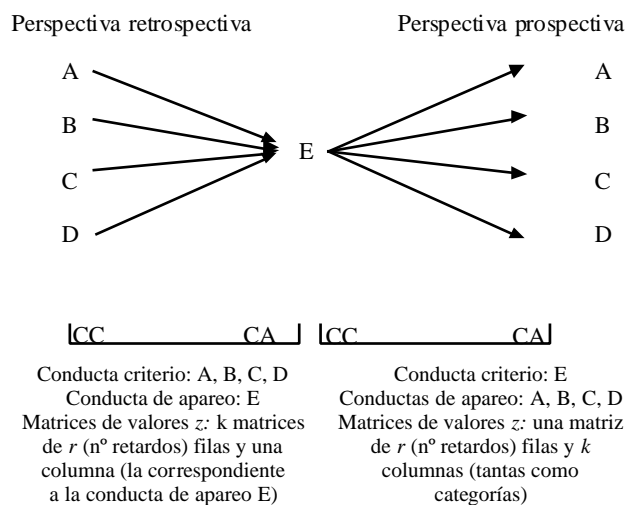 Perspectiva retrospectiva
Perspectiva prospectiva
A
B
C
D
E
A
B
C
D
CC CA
CC CA
Conducta criterio: A, B, C, D
Conducta de apareo: E
Matrices de valores z: k matrices
de r (nº retardos) filas y una
columna (la correspondiente
a la conducta de apareo E)
Conducta criterio: E
Conductas de apareo: A, B, C, D
Matrices de valores z: una matriz
de r (nº retardos) filas y k
columnas (tantas como
categorías)